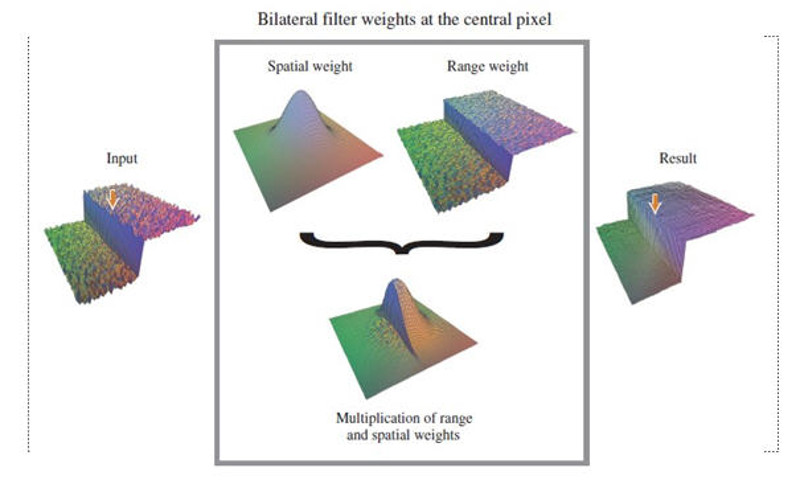 Bilateral filter weights at the central pixel
Spatial weight
Range weight
Input
Result
Multiplication of range
and spatial weights